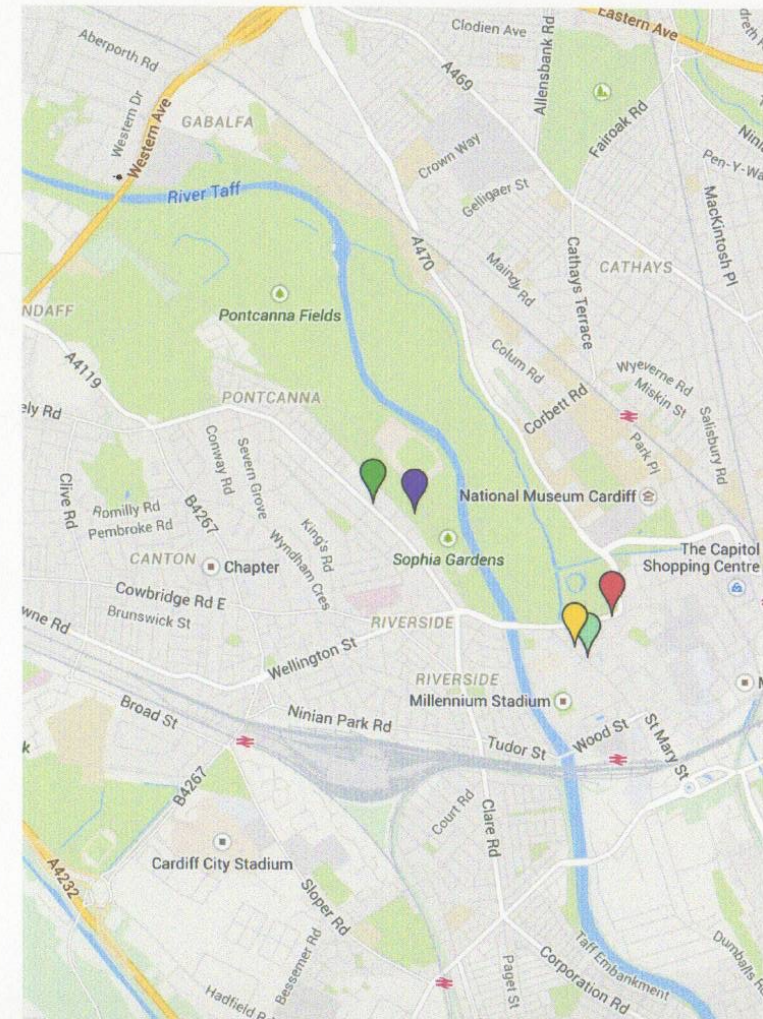 Eastern Ave
Clodien Ave
Aberporth Rd
Allensbank Rd
A469
Western Dr
Western Ave
GABALFA
Fairoak Rd
Crown Way
Pen-Y-Wa
River Taff
Gelligaer St
MacKintosh Pl
A470
Cathays Terrace
CATHAYS
Maindy Rd
NDAFF
Pontcanna Fields
A4119
Colum Rd
Wyeverne Rd
Miskin St
PONTCANNA
Corbett Rd
Salisbury Rd
ely Rd
Conway Rd
Severn Grove
Park Pl
B4267
Clive Rd
National Museum Cardiff
Romilly Rd
Pembroke Rd
King's Rd
Wyndham Cres
The Capitol
Shopping Centre
CANTON
Chapter
Sophia Gardens
Cowbridge Rd E
Brunswick St
RIVERSIDE
wne Rd
Wellington St
RIVERSIDE
Millennium Stadium
Broad St
Ninian Park Rd
Tudor St
Wood St
St Mary St
M
k
B4267
Court Rd
Clare Rd
Cardiff City Stadium
A4232
Sloper Rd
Bessemer Rd
Paget St
Taff Embankment
Corporation Rd
Dumballs Rd
Hadfield R